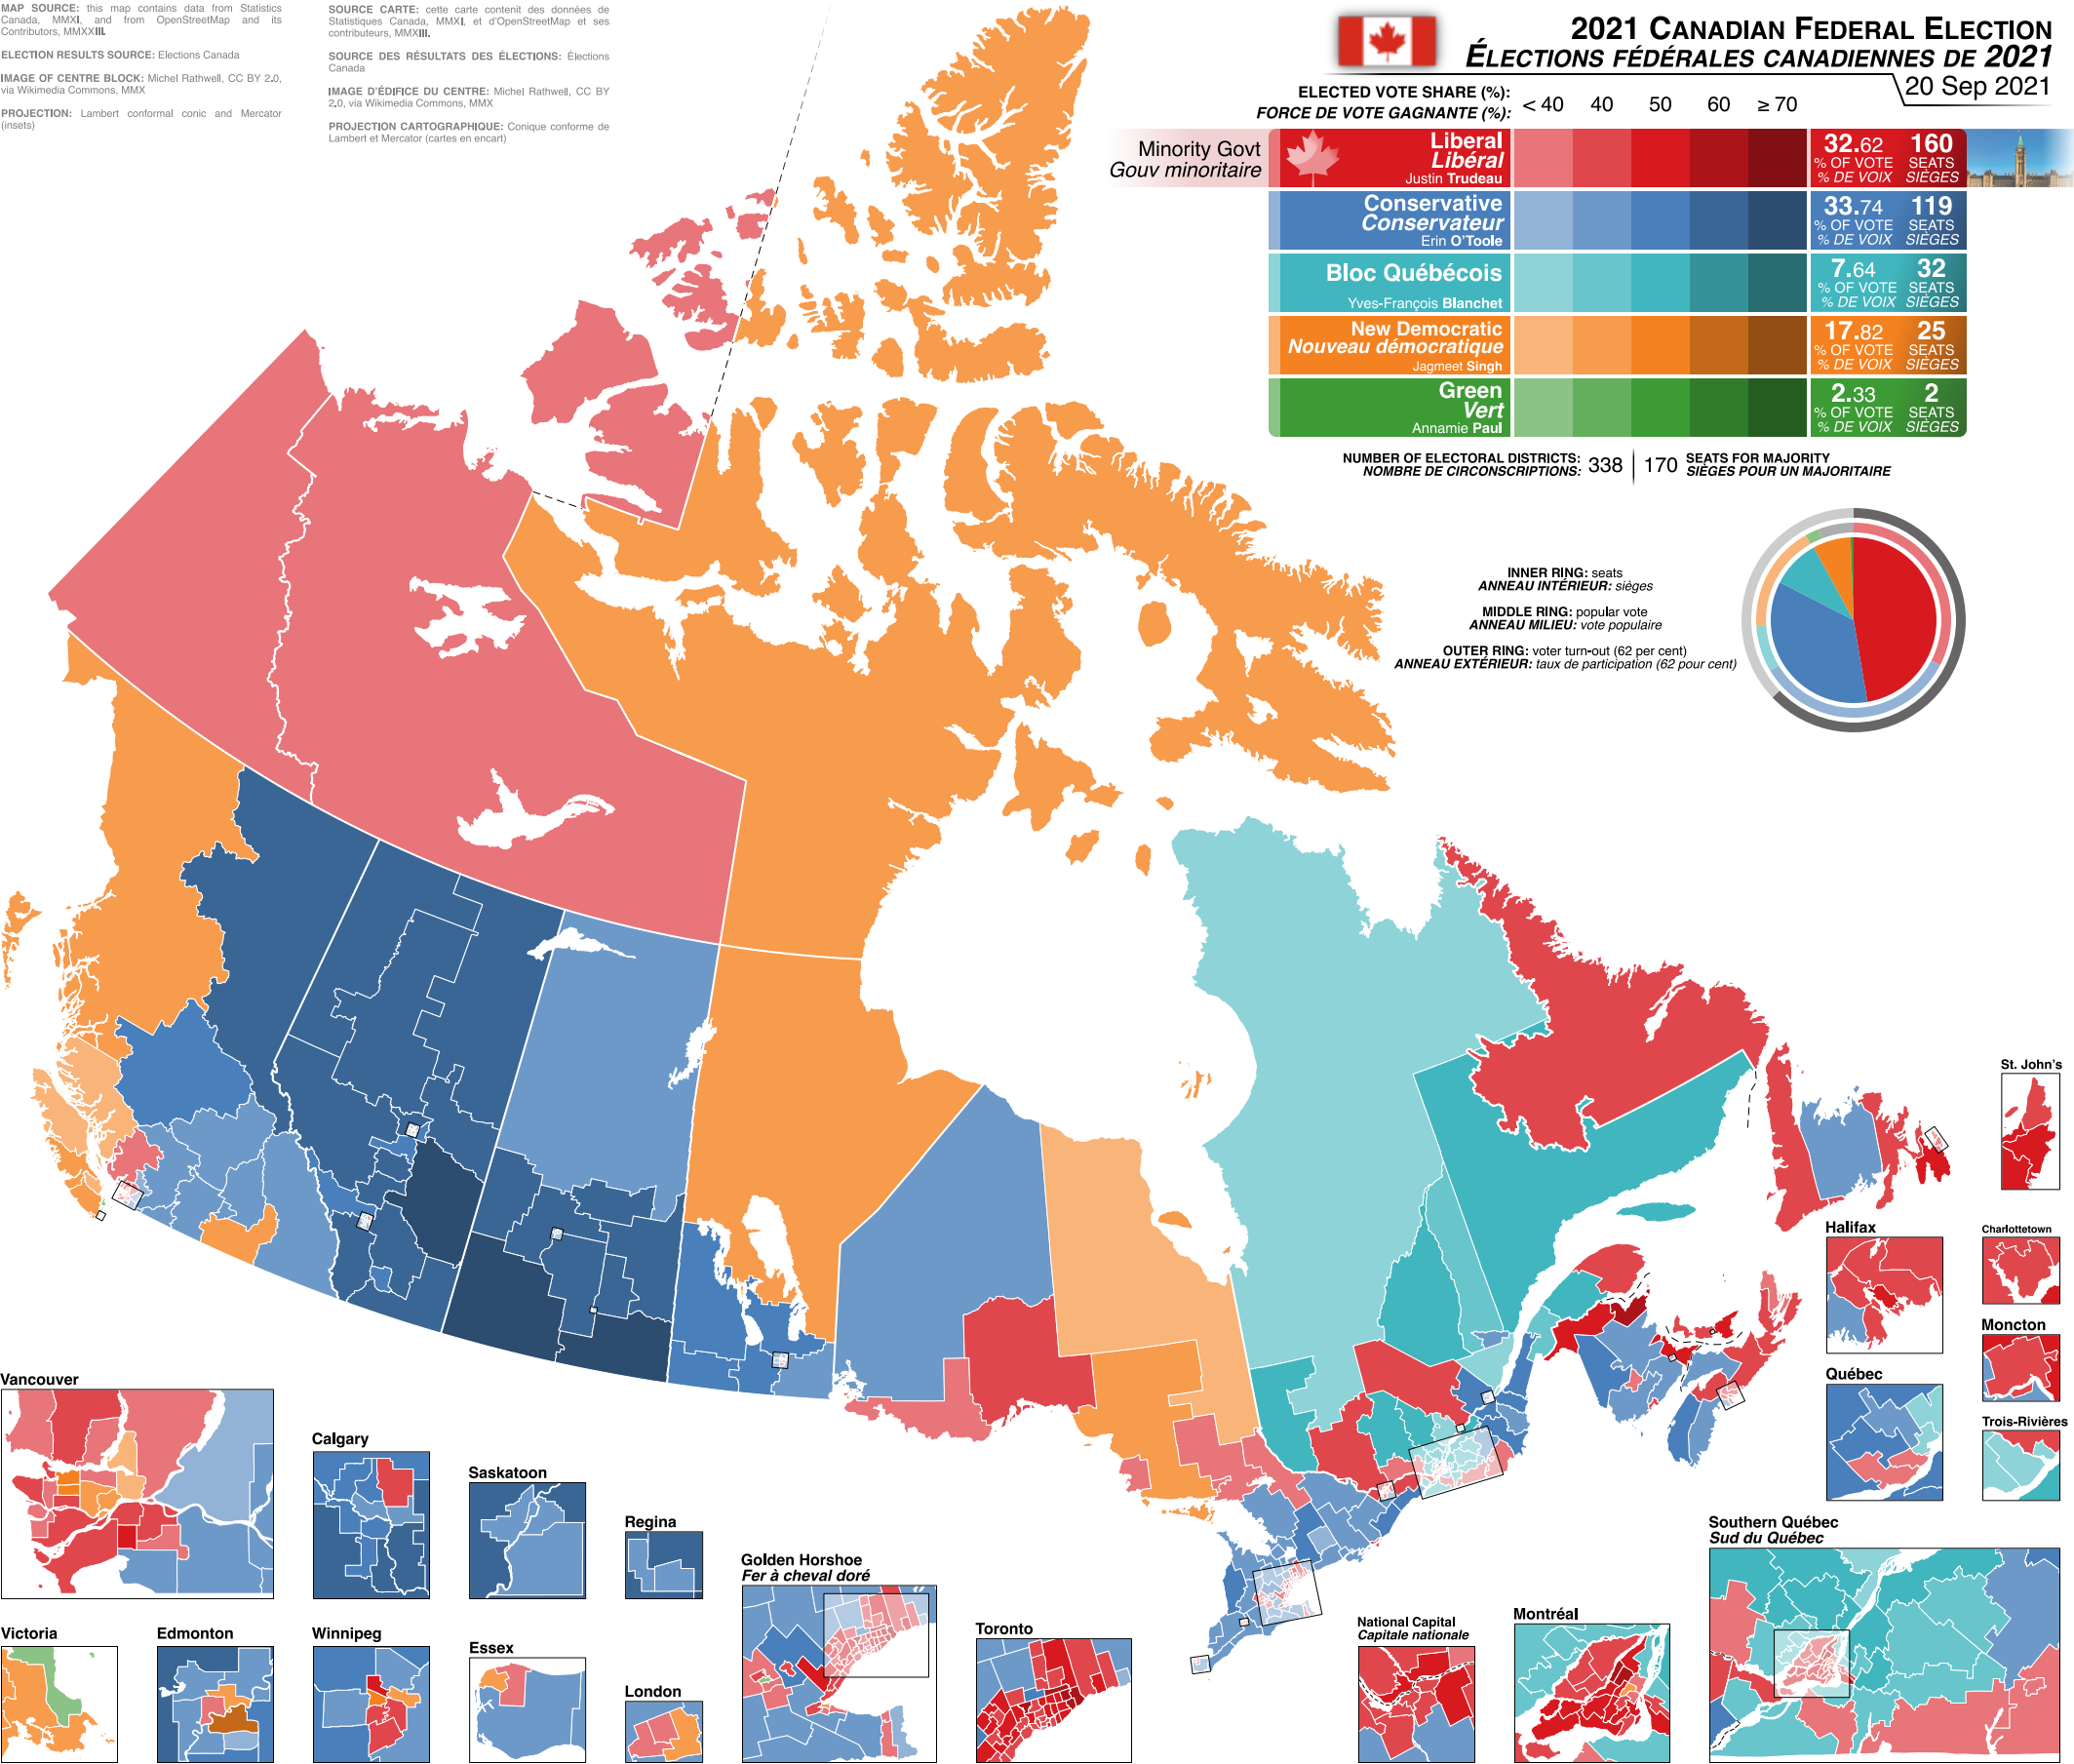 MAP SOURCE: this map contains data from Statistics
Canada, MMXI, and from OpenStreetMap and its
Contributors, MMXXIII.
ELECTION RESULTS SOURCE: Elections Canada
IMAGE OF CENTRE BLOCK: Michel Rathwell, CC BY 2.0,
via Wikimedia Commons, MMX
PROJECTION: Lambert conformal conic and Mercator
(insets)
SOURCE CARTE: cette carte contenit des données de
Statistiques Canada, MMXI, et d'OpenStreetMap et ses
contributeurs, MMXIII.
SOURCE DES RÉSULTATS DES ÉLECTIONS: Élections
Canada
IMAGE D'ÉDIFICE DU CENTRE: Michel Rathwell, CC BY
2.0, via Wikimedia Commons, MMX
PROJECTION CARTOGRAPHIQUE: Conique conforme de
Lambert et Mercator (cartes en encart)
2021 CANADIAN FEDERAL ELECTION
ÉLECTIONS FÉDÉRALES CANADIENNES DE 2021
20 Sep 2021
ELECTED VOTE SHARE (%):
FORCE DE VOTE GAGNANTE (%):
< 40 40 50 60 ≥ 70
Minority Govt
Gouv minoritaire
Liberal
Libéral
Justin Trudeau
32.62 160
% OF VOTE SEATS
% DE VOIX SIÈGES
Conservative
Conservateur
Erin O'Toole
33.74 119
% OF VOTE SEATS
% DE VOIX SIÈGES
Bloc Québécois
Yves-François Blanchet
7.64 32
% OF VOTE SEATS
% DE VOIX SIÈGES
New Democratic
Nouveau démocratique
Jagmeet Singh
17.82 25
% OF VOTE SEATS
% DE VOIX SIÈGES
Green
Vert
Annamie Paul
2.33 2
% OF VOTE SEATS
% DE VOIX SIÈGES
NUMBER OF ELECTORAL DISTRICTS:
NOMBRE DE CIRCONSCRIPTIONS:
338 170
SEATS FOR MAJORITY
SIÈGES POUR UN MAJORITAIRE
INNER RING: seats
ANNEAU INTÉRIEUR: sièges
MIDDLE RING: popular vote
ANNEAU MILIEU: vote populaire
OUTER RING: voter turn-out (62 per cent)
ANNEAU EXTÉRIEUR: taux de participation (62 pour cent)
St. John's
Halifax
Charlottetown
Moncton
Québec
Trois-Rivières
Vancouver
Calgary
Saskatoon
Regina
Golden Horshoe
Fer à cheval doré
Southern Québec
Sud du Québec
Victoria
Edmonton
Winnipeg
Essex
London
Toronto
National Capital
Capitale nationale
Montréal